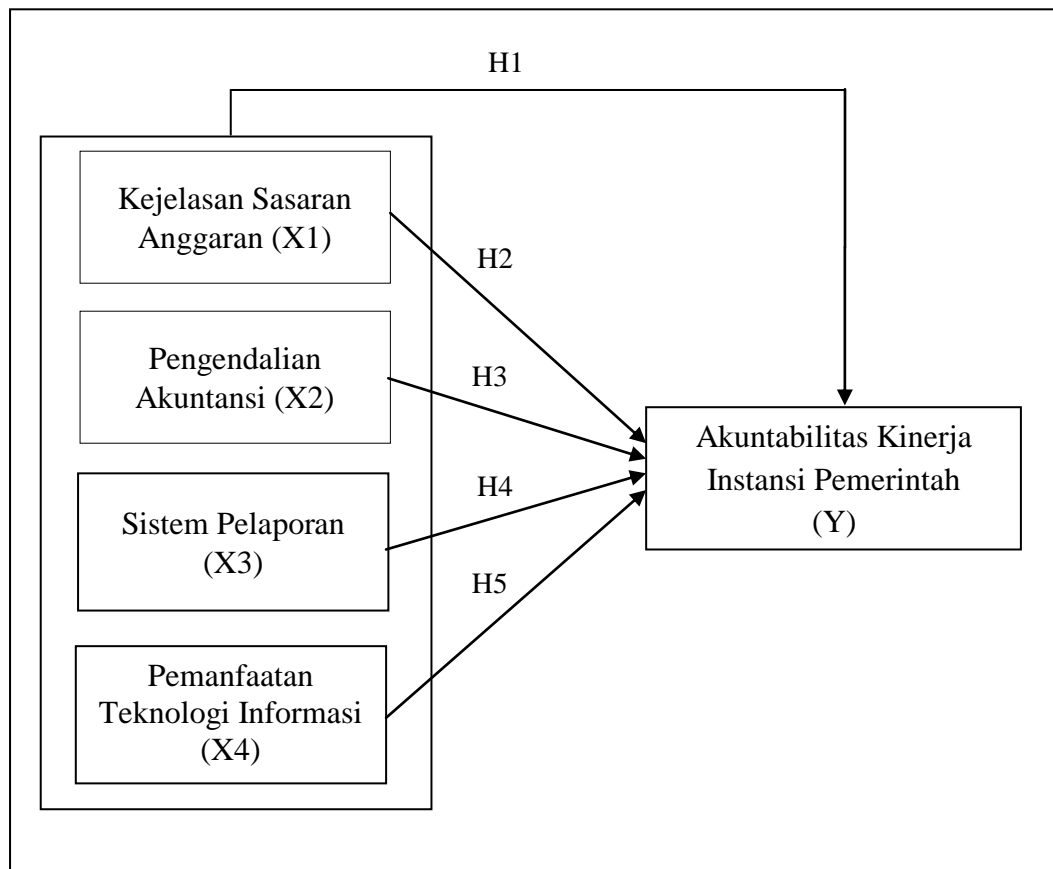 H1
Kejelasan Sasaran
Anggaran (X1)
H2
Pengendalian
Akuntansi (X2)
H3
Akuntabilitas Kinerja
Instansi Pemerintah
(Y)
Sistem Pelaporan
(X3)
H4
H5
Pemanfaatan
Teknologi Informasi
(X4)